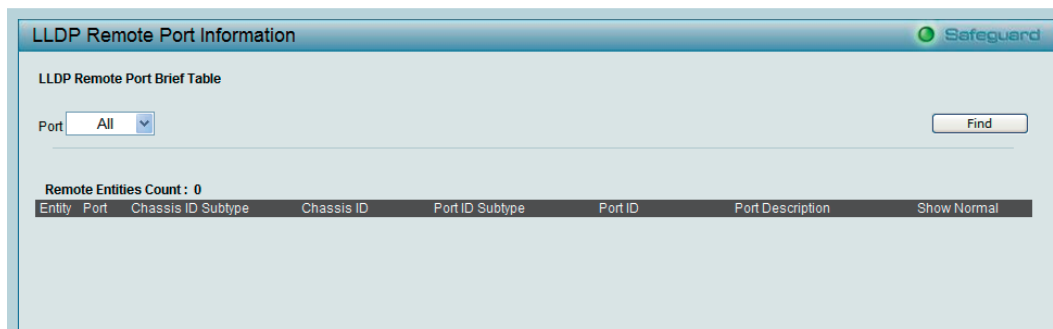 LLDP Remote Port Information
Safeguard
LLDP Remote Port Brief Table
Port All Find
Remote Entities Count : 0
Entity Port Chassis ID Subtype Chassis ID Port ID Subtype Port ID Port Description Show Normal